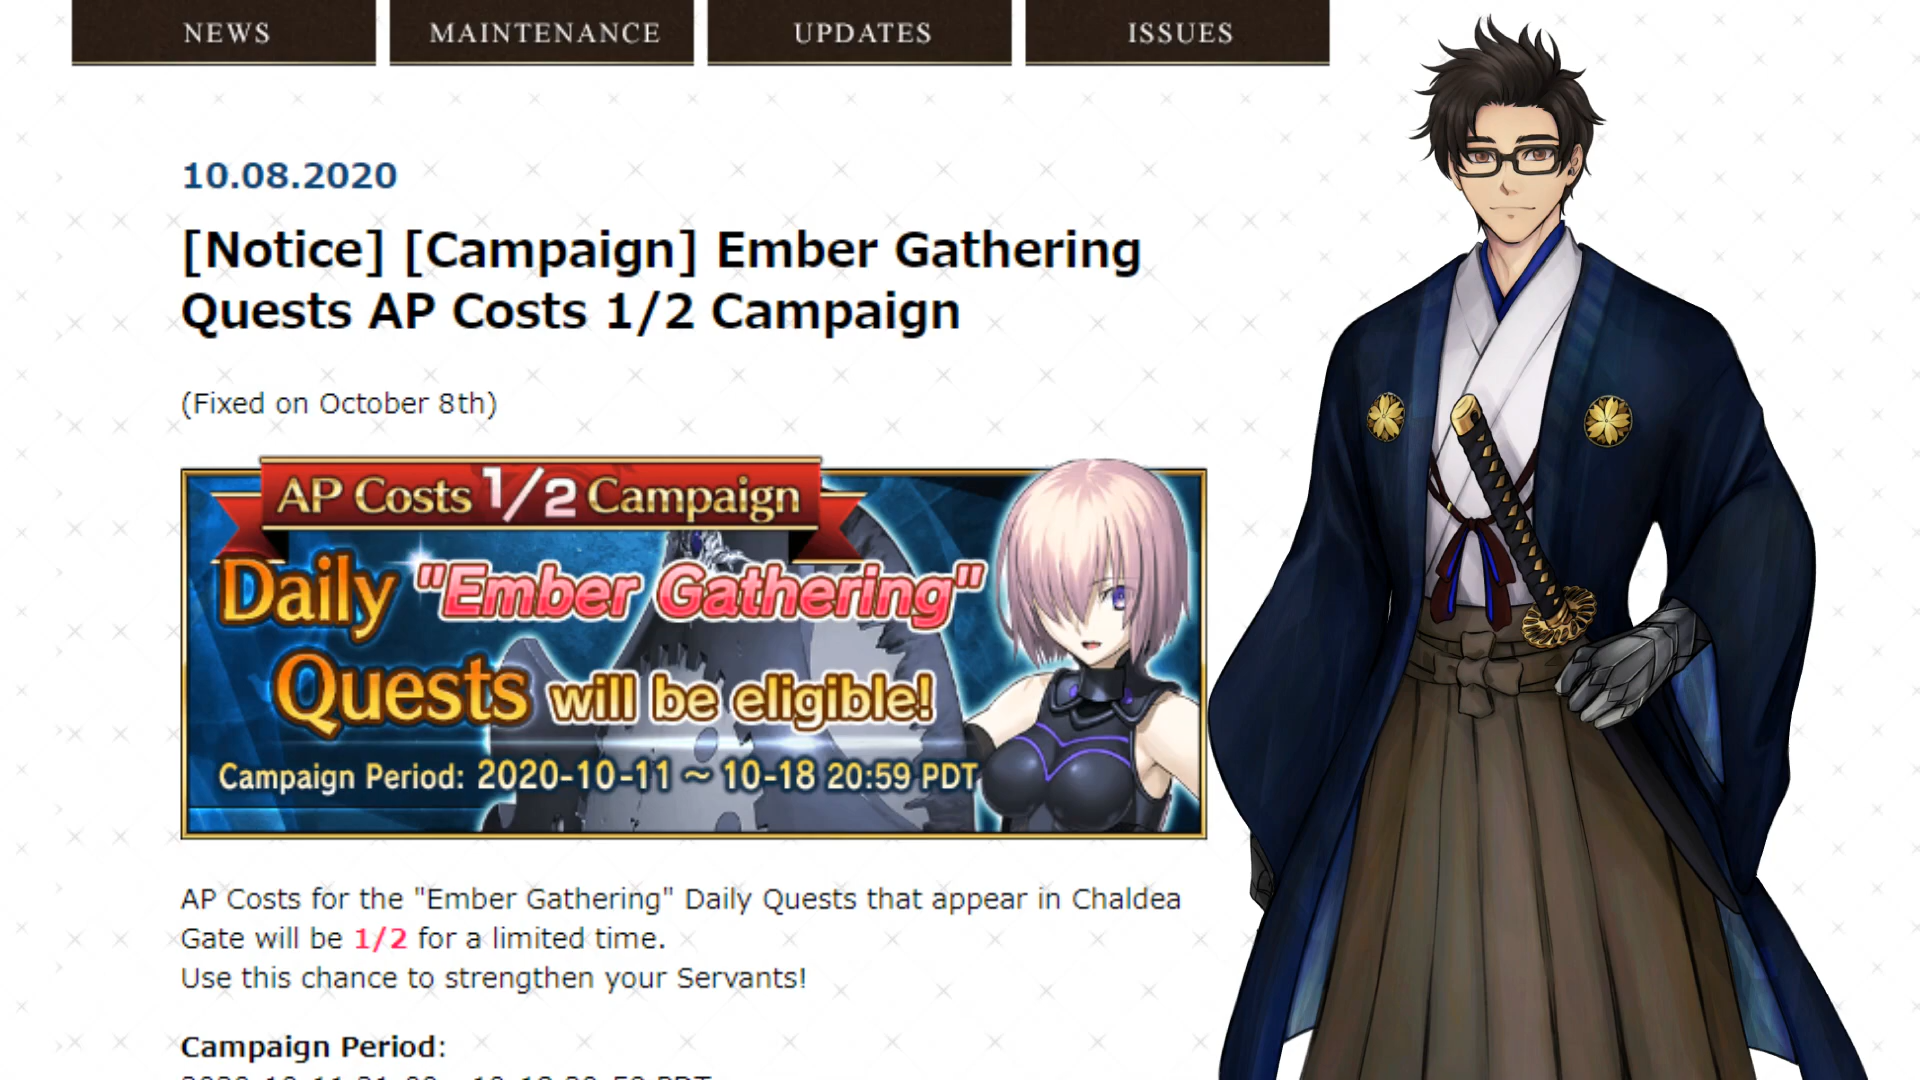 NEWS
MAINTENANCE
UPDATES
ISSUES
10.08.2020
[Notice] [Campaign] Ember Gathering
Quests AP Costs 1/2 Campaign
(Fixed on October 8th)
AP Costs 1/2 Campaign
Daily "Ember Gathering"
Quests will be eligible!
Campaign Period: 2020-10-11 ~ 10-18 20:59 PDT
AP Costs for the "Ember Gathering" Daily Quests that appear in Chaldea
Gate will be 1/2 for a limited time.
Use this chance to strengthen your Servants!
Campaign Period: